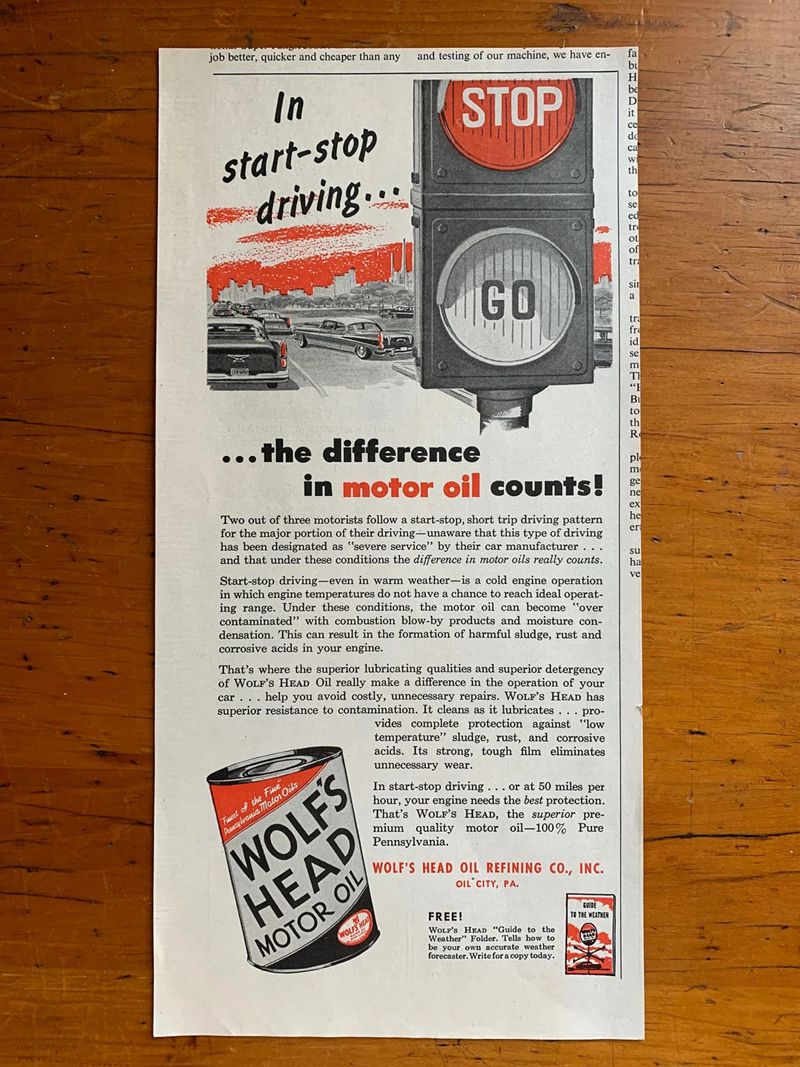 job better, quicker and cheaper than any
and testing of our machine, we have en-
In
start-stop
driving...
STOP
GO
...the difference
in motor oil counts!
Two out of three motorists follow a start-stop, short trip driving pattern
for the major portion of their driving—unaware that this type of driving
has been designated as "severe service" by their car manufacturer . . .
and that under these conditions the difference in motor oils really counts.
Start-stop driving—even in warm weather—is a cold engine operation
in which engine temperatures do not have a chance to reach ideal operat-
ing range. Under these conditions, the motor oil can become "over
contaminated" with combustion blow-by products and moisture con-
densation. This can result in the formation of harmful sludge, rust and
corrosive acids in your engine.
That's where the superior lubricating qualities and superior detergency
of WOLF'S HEAD Oil really make a difference in the operation of your
car . . . help you avoid costly, unnecessary repairs. WOLF'S HEAD has
superior resistance to contamination. It cleans as it lubricates . . . pro-
vides complete protection against "low
temperature" sludge, rust, and corrosive
acids. Its strong, tough film eliminates
unnecessary wear.
In start-stop driving . . . or at 50 miles per
hour, your engine needs the best protection.
That's WOLF'S HEAD, the superior pre-
mium quality motor oil—100% Pure
Pennsylvania.
"Finest of the Fine"
Pennsylvania Motor Oils
WOLF'S
HEAD
MOTOR OIL
WOLF'S HEAD
WOLF'S HEAD OIL REFINING CO., INC.
OIL CITY, PA.
FREE!
WOLF'S HEAD "Guide to the
Weather" Folder. Tells how to
be your own accurate weather
forecaster. Write for a copy today.
GUIDE
TO THE WEATHER